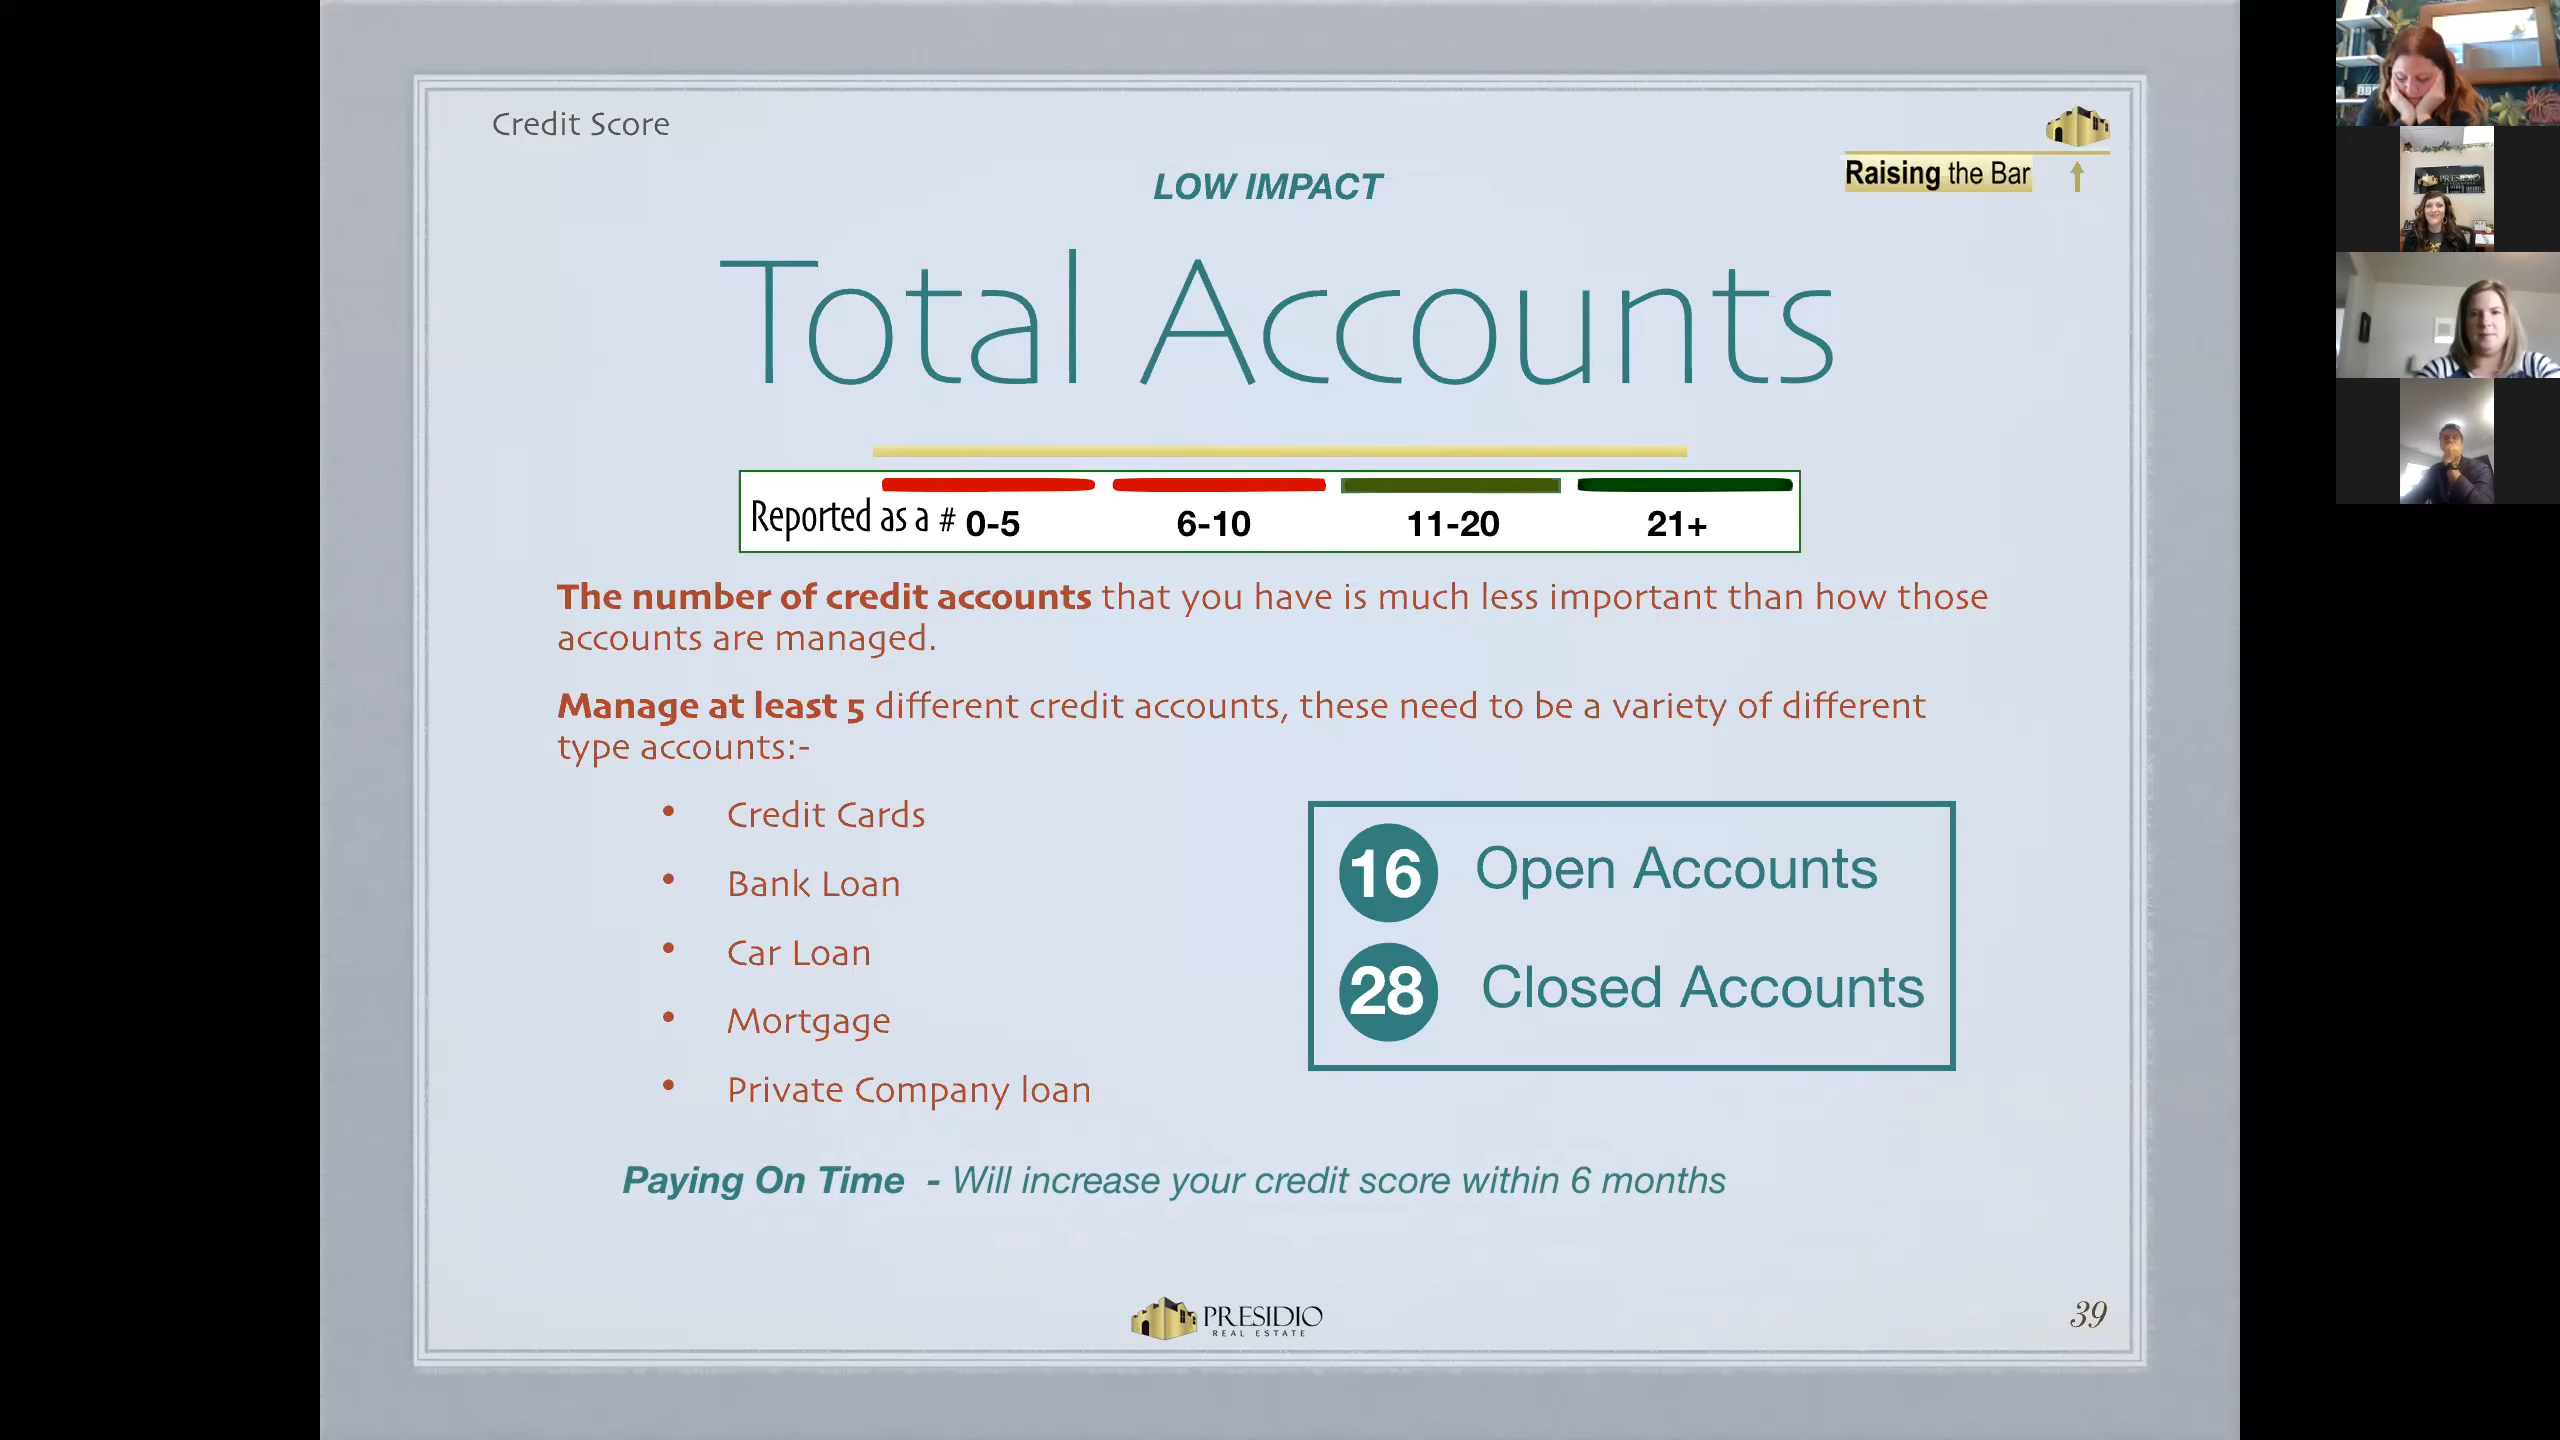 Credit Score
Raising the Bar
LOW IMPACT
Total Accounts
Reported as a # 0-5 6-10 11-20 21+
The number of credit accounts that you have is much less important than how those
accounts are managed.
Manage at least 5 different credit accounts, these need to be a variety of different
type accounts:-
• Credit Cards
• Bank Loan
• Car Loan
• Mortgage
• Private Company loan
16 Open Accounts
28 Closed Accounts
Paying On Time - Will increase your credit score within 6 months
PRESIDIO
REAL ESTATE
39
PRESIDIO